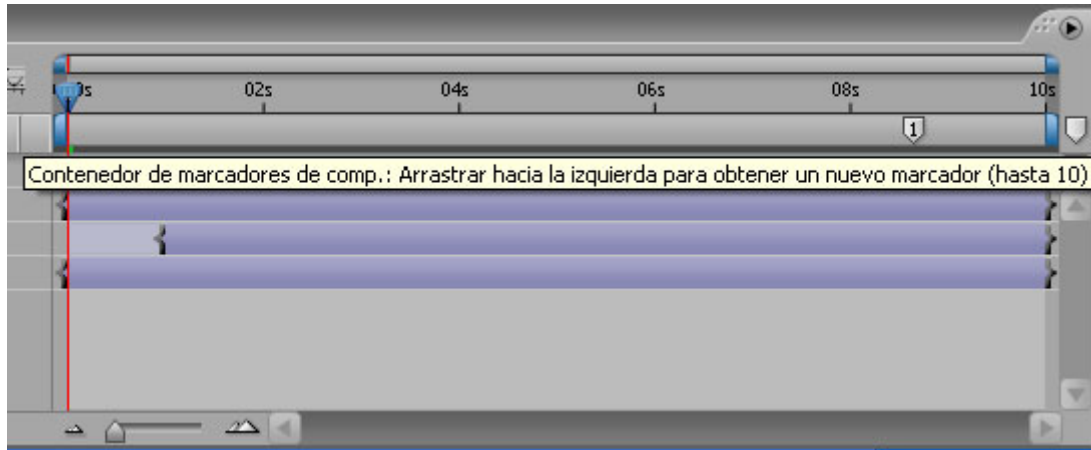 0s 02s 04s 06s 08s 10s
1
Contenedor de marcadores de comp.: Arrastrar hacia la izquierda para obtener un nuevo marcador (hasta 10)